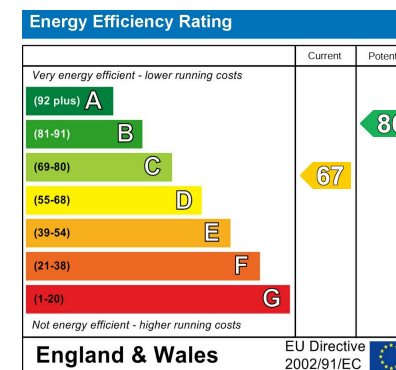 Energy Efficiency Rating
Current
Very energy efficient - lower running costs
(92 plus) A
(81-91) B
(69-80) C
67
(55-68) D
(39-54) E
(21-38) F
(1-20) G
Not energy efficient - higher running costs
England & Wales
EU Directive
2002/91/EC